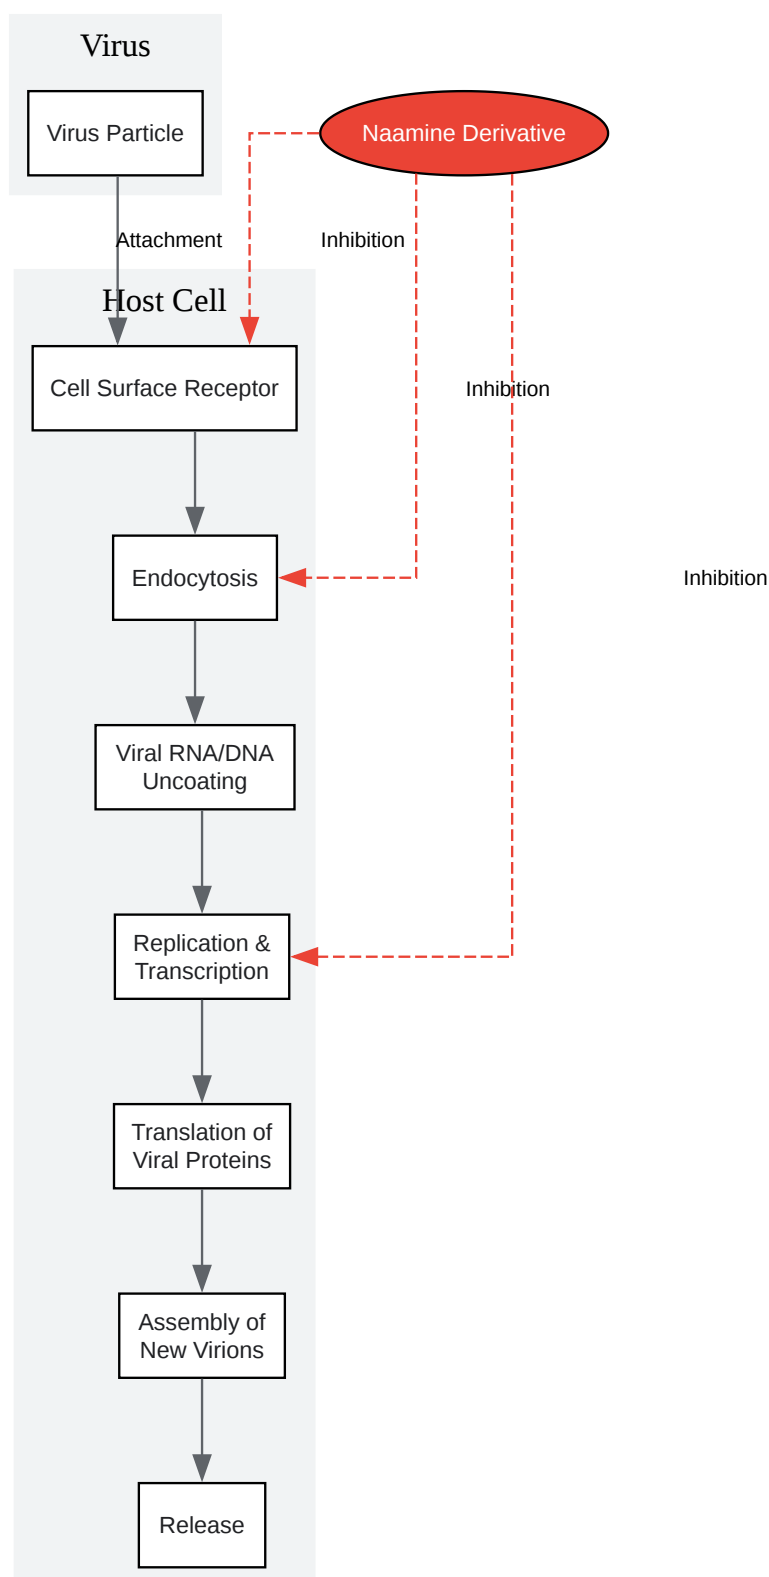 Virus
Virus Particle
Naamine Derivative
Attachment
Inhibition
Host Cell
Cell Surface Receptor
Inhibition
Endocytosis
Inhibition
Viral RNA/DNA
Uncoating
Replication &
Transcription
Translation of
Viral Proteins
Assembly of
New Virions
Release